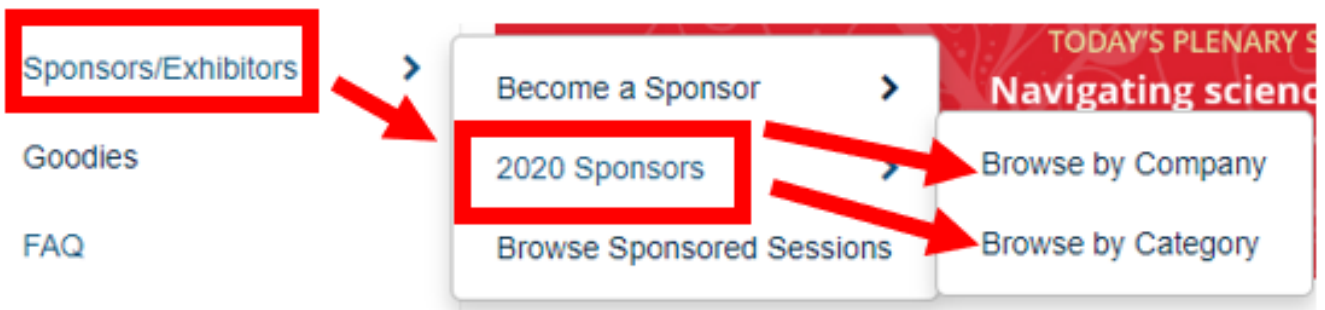 Sponsors/Exhibitors
Goodies
FAQ
Become a Sponsor
2020 Sponsors
Browse Sponsored Sessions
TODAY'S PLENARY
Navigating
Browse by Company
Browse by Category